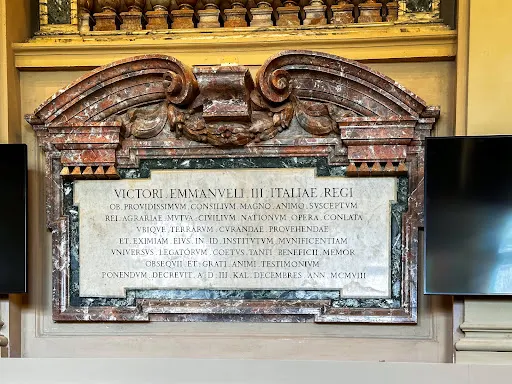 VICTORI EMMANVELI III ITALIAE REGI
OB PROVIDISSIMVM CONSILIVM MAGNO ANIMO SVSCEPTVM
REI AGRARIAE MVTVA CIVILIVM NATIONVM OPERA CONLATA
VBIQVE TERRARVM CVRANDAE PROVEHENDAE
ET EXIMIAM EIVS IN ID INSTITVTVM MVNIFICENTIAM
VNIVERSVS LEGATORVM COETVS TANTI BENEFICII MEMOR
OBSEQVII ET GRATI ANIMI TESTIMONIVM
PONENDVM DECREVIT A D III KAL DECEMBRES ANN MCMVIII